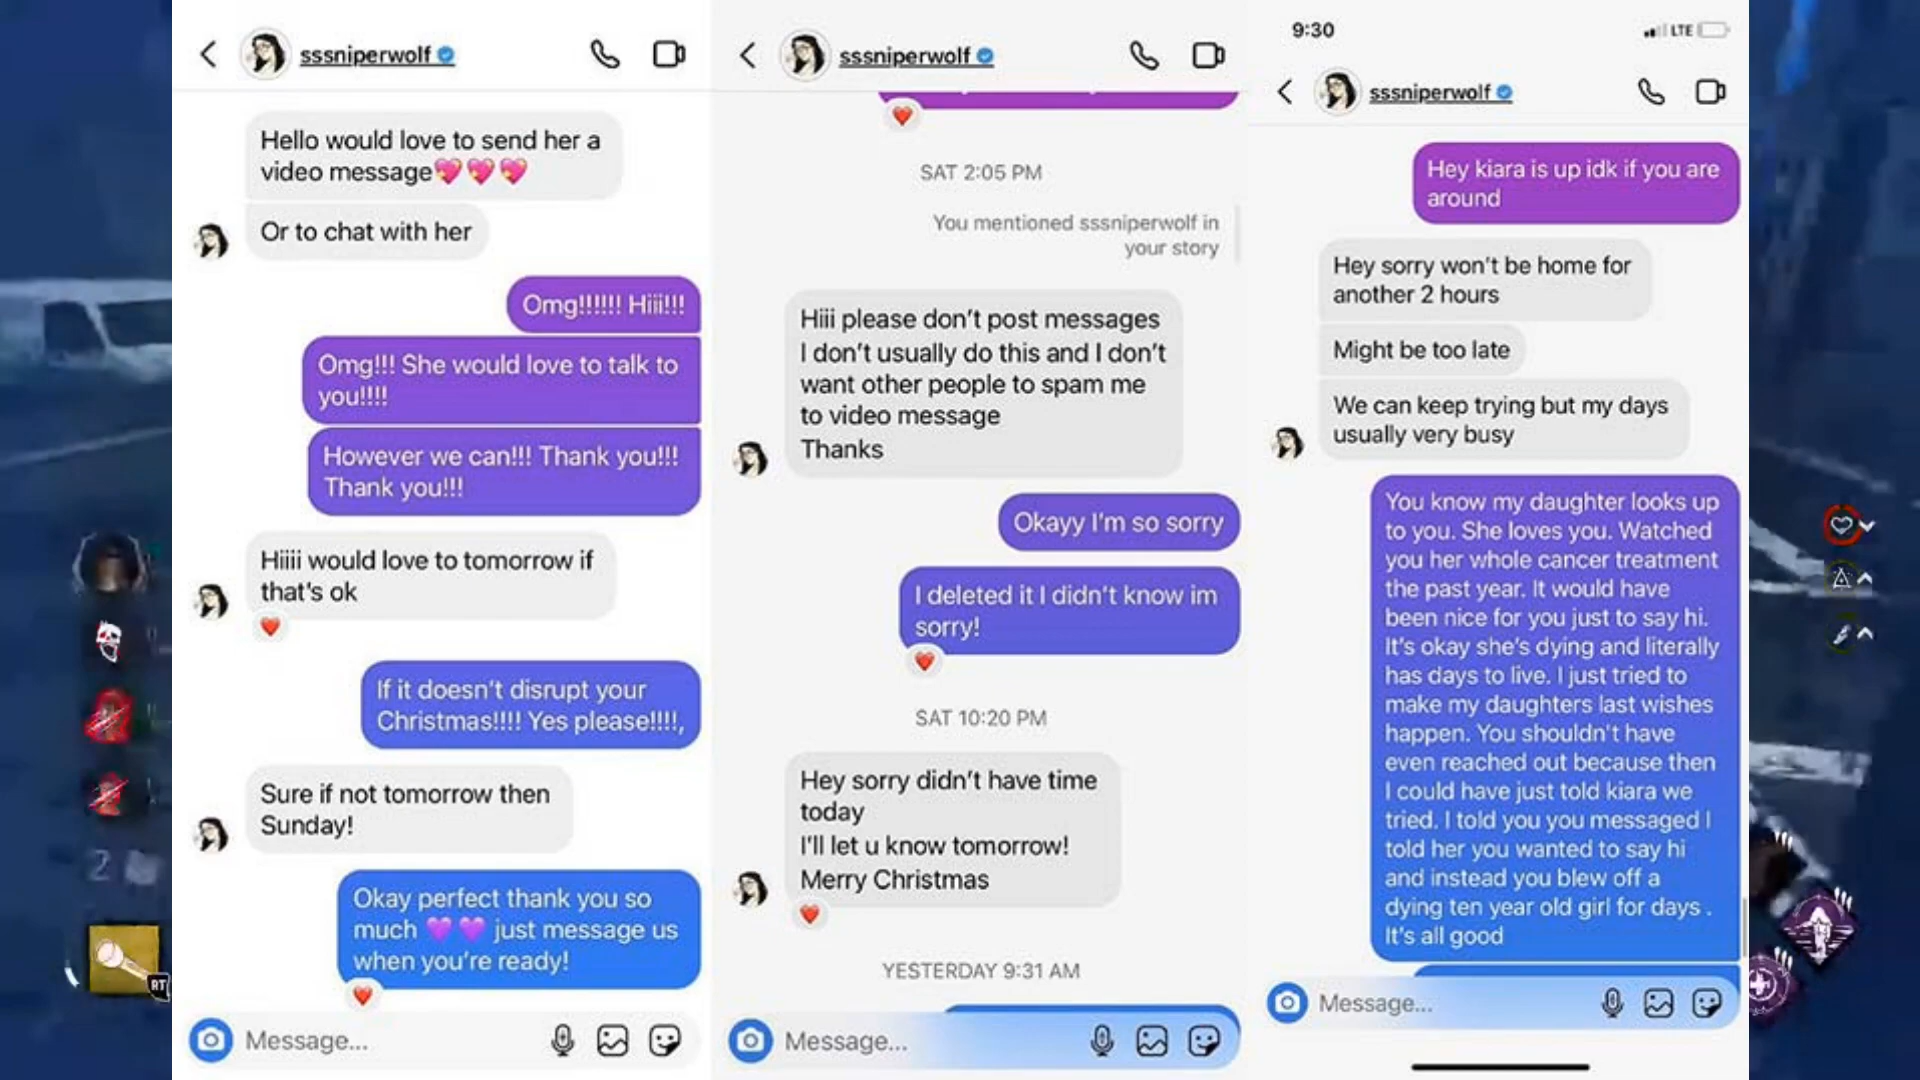 sssniperwolf
Hello would love to send her a
video message💖💖💖
Or to chat with her
Omg!!!!!! Hiii!!!
Omg!!! She would love to talk to
you!!!!
However we can!!! Thank you!!!
Thank you!!!
Hiiii would love to tomorrow if
that's ok
If it doesn't disrupt your
Christmas!!!! Yes please!!!!,
Sure if not tomorrow then
Sunday!
Okay perfect thank you so
much 💜💜 just message us
when you're ready!
Message...
sssniperwolf
SAT 2:05 PM
You mentioned sssniperwolf in
your story
Hiii please don't post messages
I don't usually do this and I don't
want other people to spam me
to video message
Thanks
Okayy I'm so sorry
I deleted it I didn't know im
sorry!
SAT 10:20 PM
Hey sorry didn't have time
today
I'll let u know tomorrow!
Merry Christmas
YESTERDAY 9:31 AM
Message...
9:30
LTE
sssniperwolf
Hey kiara is up idk if you are
around
Hey sorry won't be home for
another 2 hours
Might be too late
We can keep trying but my days
usually very busy
You know my daughter looks up
to you. She loves you. Watched
you her whole cancer treatment
the past year. It would have
been nice for you just to say hi.
It's okay she's dying and literally
has days to live. I just tried to
make my daughters last wishes
happen. You shouldn't have
even reached out because then
I could have just told kiara we
tried. I told you you messaged I
told her you wanted to say hi
and instead you blew off a
dying ten year old girl for days .
It's all good
Message...
2
RT